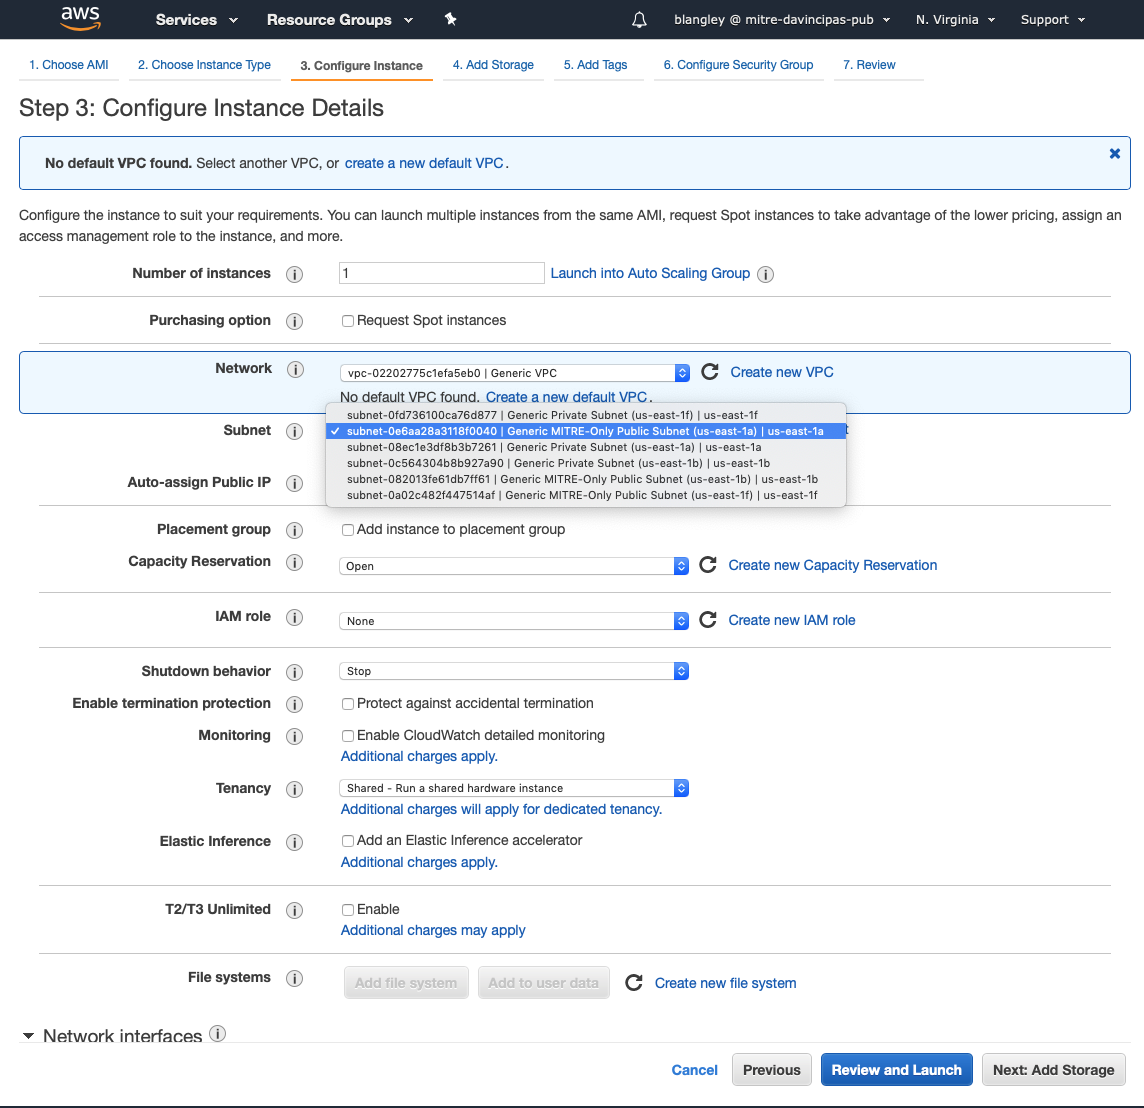 aws Services Resource Groups blangley @ mitre-davincipas-pub N. Virginia Support
1. Choose AMI 2. Choose Instance Type 3. Configure Instance 4. Add Storage 5. Add Tags 6. Configure Security Group 7. Review
Step 3: Configure Instance Details
No default VPC found. Select another VPC, or create a new default VPC.
Configure the instance to suit your requirements. You can launch multiple instances from the same AMI, request Spot instances to take advantage of the lower pricing, assign an
access management role to the instance, and more.
Number of instances 1 Launch into Auto Scaling Group
Purchasing option Request Spot instances
Network vpc-02202775c1efa5eb0 | Generic VPC Create new VPC
No default VPC found. Create a new default VPC.
subnet-0fd736100ca76d877 | Generic Private Subnet (us-east-1f) | us-east-1f
Subnet subnet-0e6aa28a3118f0040 | Generic MITRE-Only Public Subnet (us-east-1a) | us-east-1a
subnet-08ec1e3df8b3b7261 | Generic Private Subnet (us-east-1a) | us-east-1a
subnet-0c564304b8b927a90 | Generic Private Subnet (us-east-1b) | us-east-1b
Auto-assign Public IP subnet-082013fe61db7ff61 | Generic MITRE-Only Public Subnet (us-east-1b) | us-east-1b
subnet-0a02c482f447514af | Generic MITRE-Only Public Subnet (us-east-1f) | us-east-1f
Placement group Add instance to placement group
Capacity Reservation Open Create new Capacity Reservation
IAM role None Create new IAM role
Shutdown behavior Stop
Enable termination protection Protect against accidental termination
Monitoring Enable CloudWatch detailed monitoring
Additional charges apply.
Tenancy Shared - Run a shared hardware instance
Additional charges will apply for dedicated tenancy.
Elastic Inference Add an Elastic Inference accelerator
Additional charges apply.
T2/T3 Unlimited Enable
Additional charges may apply
File systems Add file system Add to user data Create new file system
Network interfaces
Cancel Previous Review and Launch Next: Add Storage